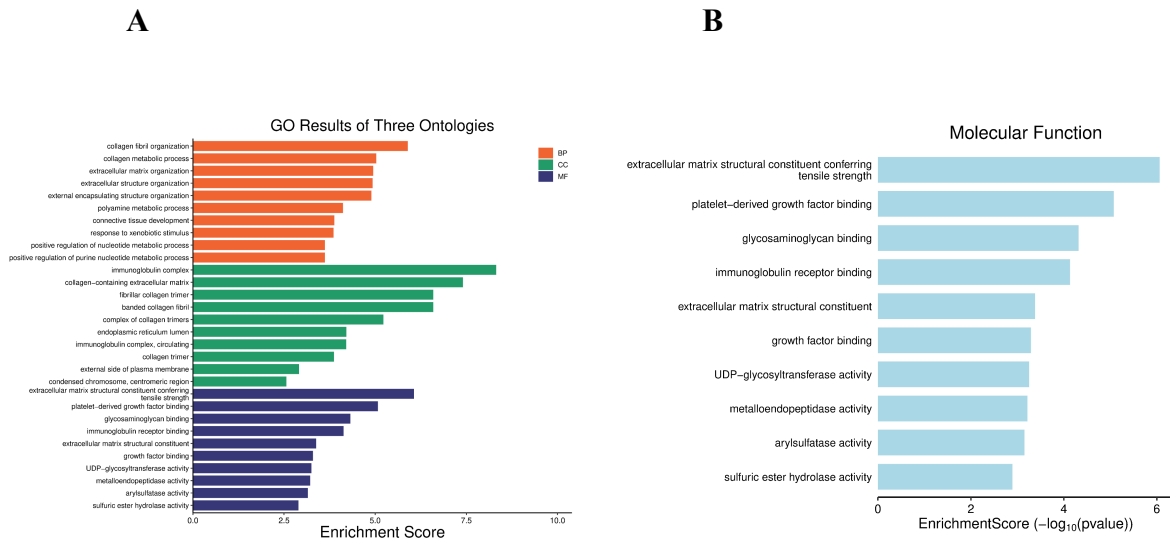 A
GO Results of Three Ontologies
collagen fibril organization
collagen metabolic process
extracellular matrix organization
extracellular structure organization
external encapsulating structure organization
polyamine metabolic process
connective tissue development
response to xenobiotic stimulus
positive regulation of nucleotide metabolic process
positive regulation of purine nucleotide metabolic process
immunoglobulin complex
collagen−containing extracellular matrix
fibrillar collagen trimer
banded collagen fibril
complex of collagen trimers
endoplasmic reticulum lumen
immunoglobulin complex, circulating
collagen trimer
external side of plasma membrane
condensed chromosome, centromeric region
extracellular matrix structural constituent conferring
tensile strength
platelet−derived growth factor binding
glycosaminoglycan binding
immunoglobulin receptor binding
extracellular matrix structural constituent
growth factor binding
UDP−glycosyltransferase activity
metalloendopeptidase activity
arylsulfatase activity
sulfuric ester hydrolase activity
BP
CC
MF
0.0 2.5 5.0 7.5 10.0
Enrichment Score
B
Molecular Function
extracellular matrix structural constituent conferring
tensile strength
platelet−derived growth factor binding
glycosaminoglycan binding
immunoglobulin receptor binding
extracellular matrix structural constituent
growth factor binding
UDP−glycosyltransferase activity
metalloendopeptidase activity
arylsulfatase activity
sulfuric ester hydrolase activity
0 2 4 6
EnrichmentScore (−log10(pvalue))